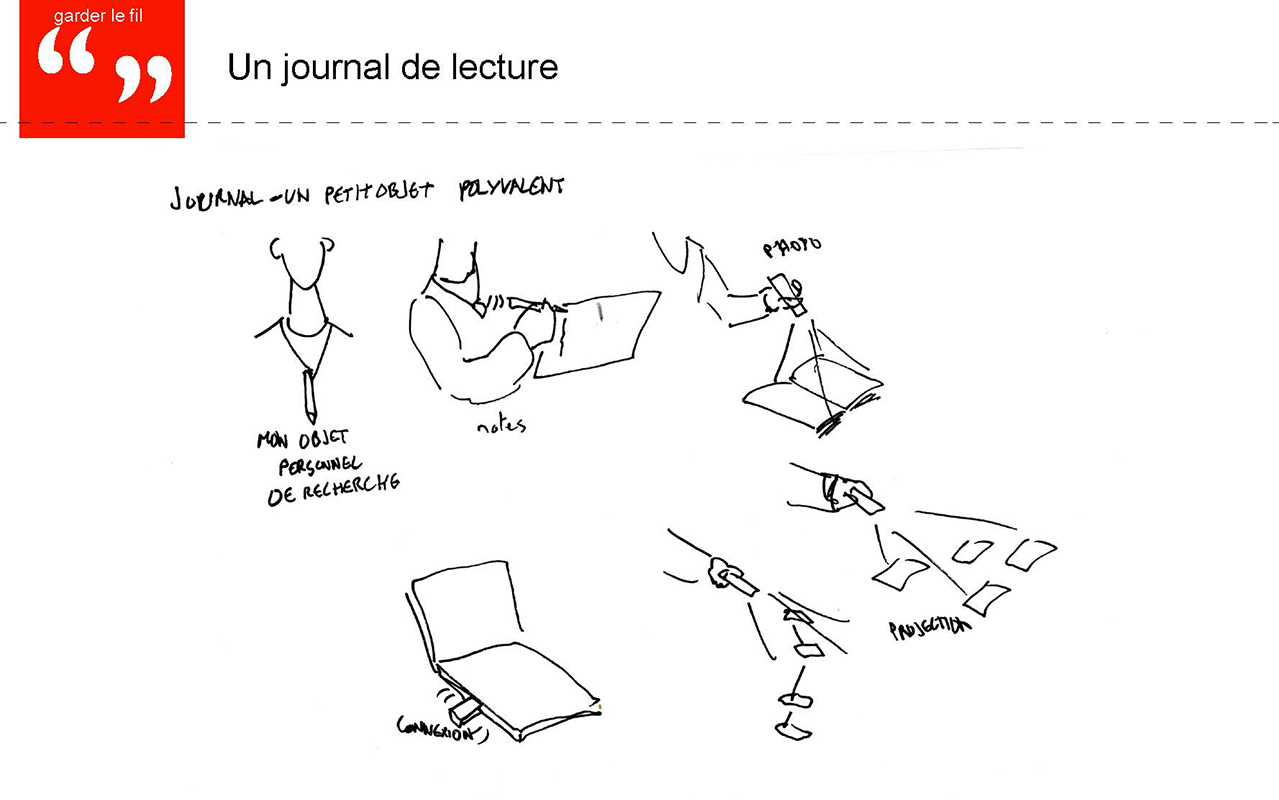 garder le fil
“ ”
Un journal de lecture
JOURNAL - UN PETIT OBJET POLYVALENT
PHOTO
MON OBJET
PERSONNEL
DE RECHERCHE
notes
PROJECTION
CONNEXION